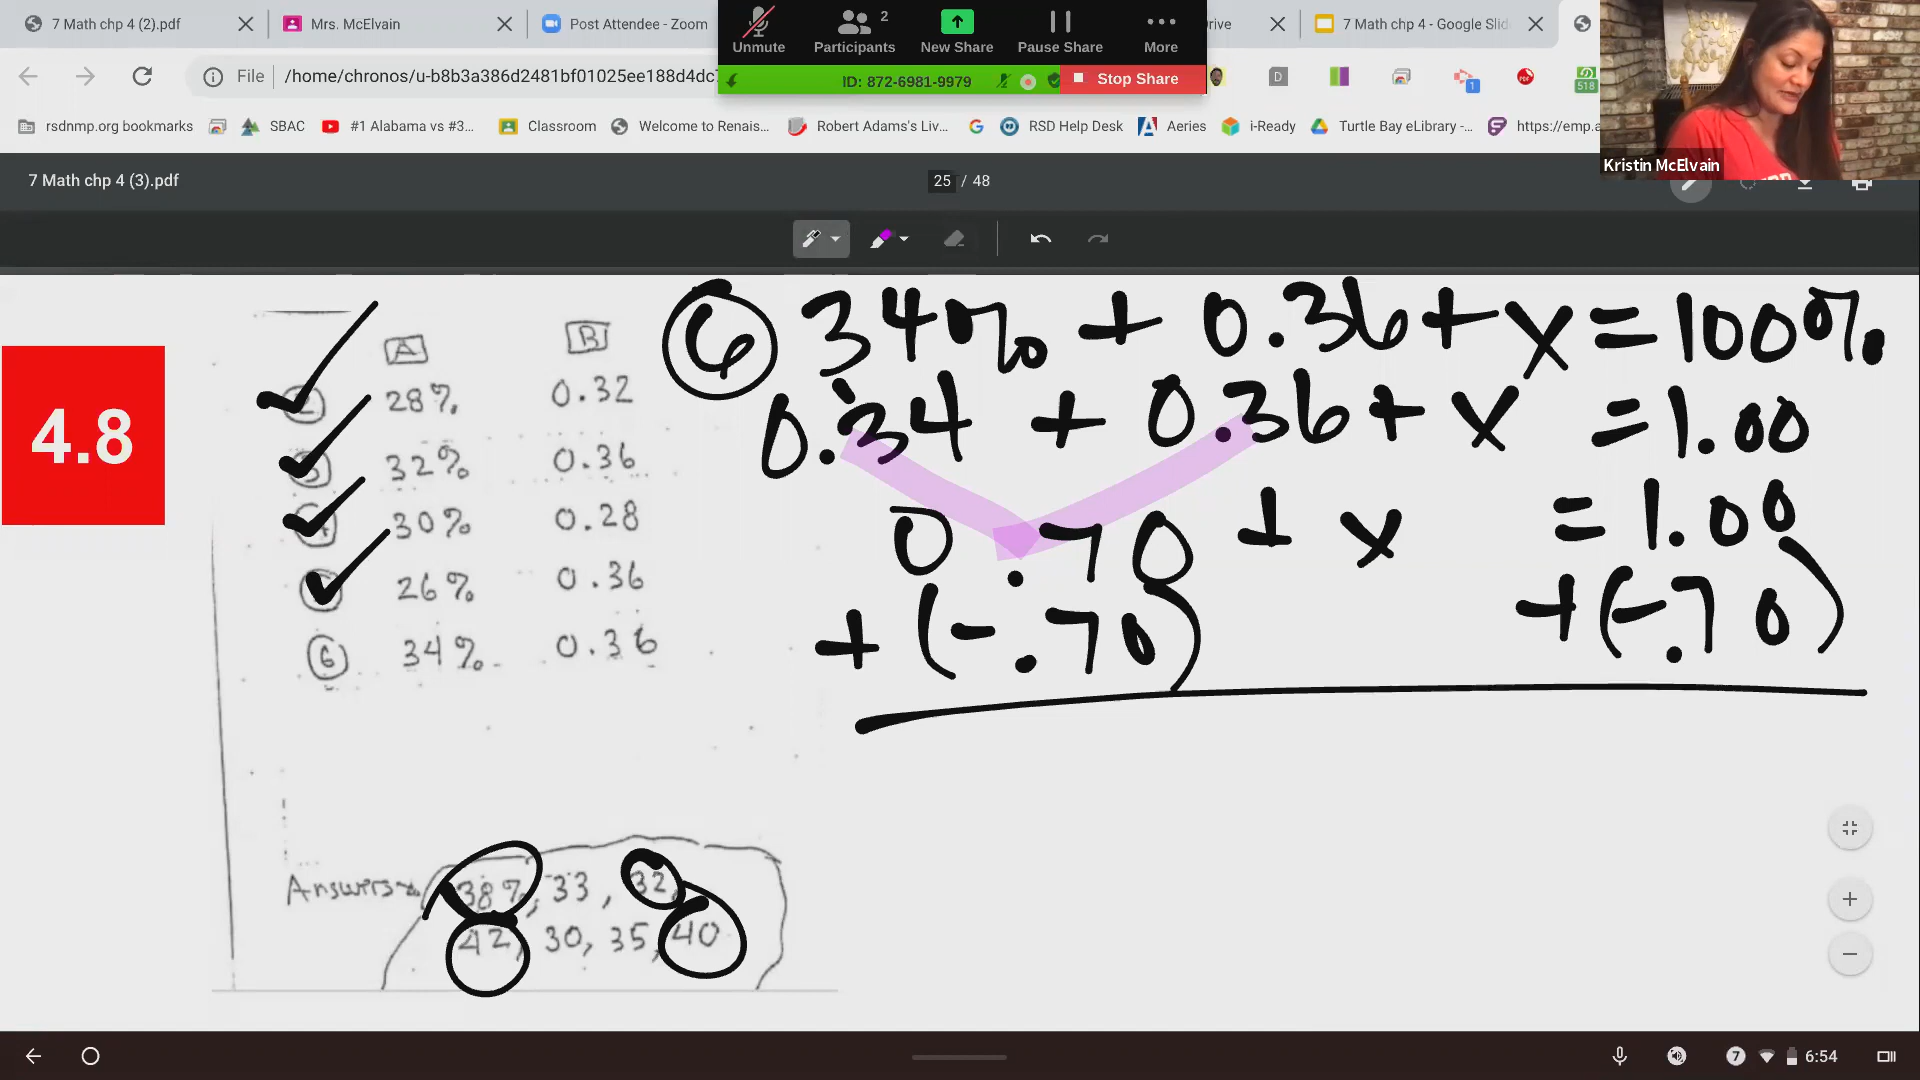 7 Math chp 4 (2).pdf
Mrs. McElvain
Post Attendee - Zoom
Unmute
Participants
2
New Share
Pause Share
More
rive
7 Math chp 4 - Google Slid
File
/home/chronos/u-b8b3a386d2481bf01025ee188d4dc
ID: 872-6981-9979
Stop Share
D
1
PDF
518
rsdnmp.org bookmarks
SBAC
#1 Alabama vs #3...
Classroom
Welcome to Renais...
Robert Adams's Liv...
RSD Help Desk
Aeries
i-Ready
Turtle Bay eLibrary -...
https://emp.a
Kristin McElvain
7 Math chp 4 (3).pdf
25 / 48
4.8
A B
28% 0.32
32% 0.36
30% 0.28
26% 0.36
6 34% 0.36
Answers 38%, 33, 32,
42, 30, 35, 40
6 34% + 0.36 + x = 100%
0.34 + 0.36 + x = 1.00
0.70 + x = 1.00
+ (-.70) + (-.70)
7
6:54